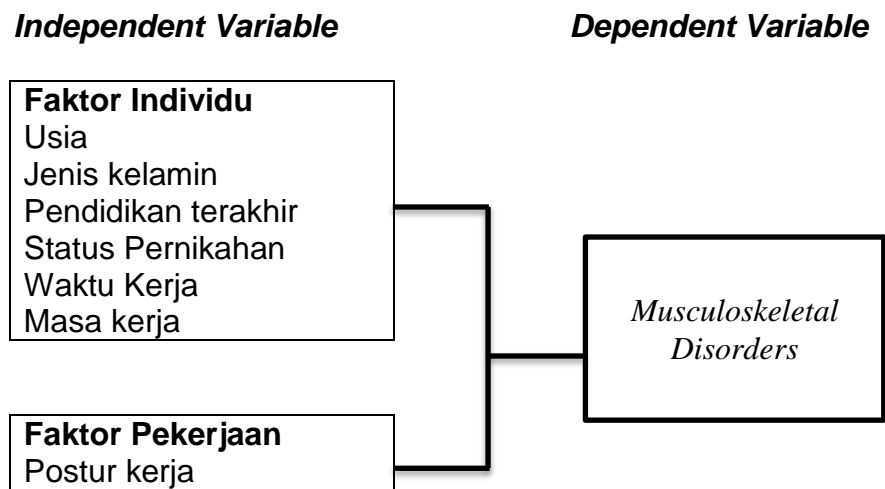 Independent Variable
Dependent Variable
Faktor Individu
Usia
Jenis kelamin
Pendidikan terakhir
Status Pernikahan
Waktu Kerja
Masa kerja
Faktor Pekerjaan
Postur kerja
Musculoskeletal
Disorders